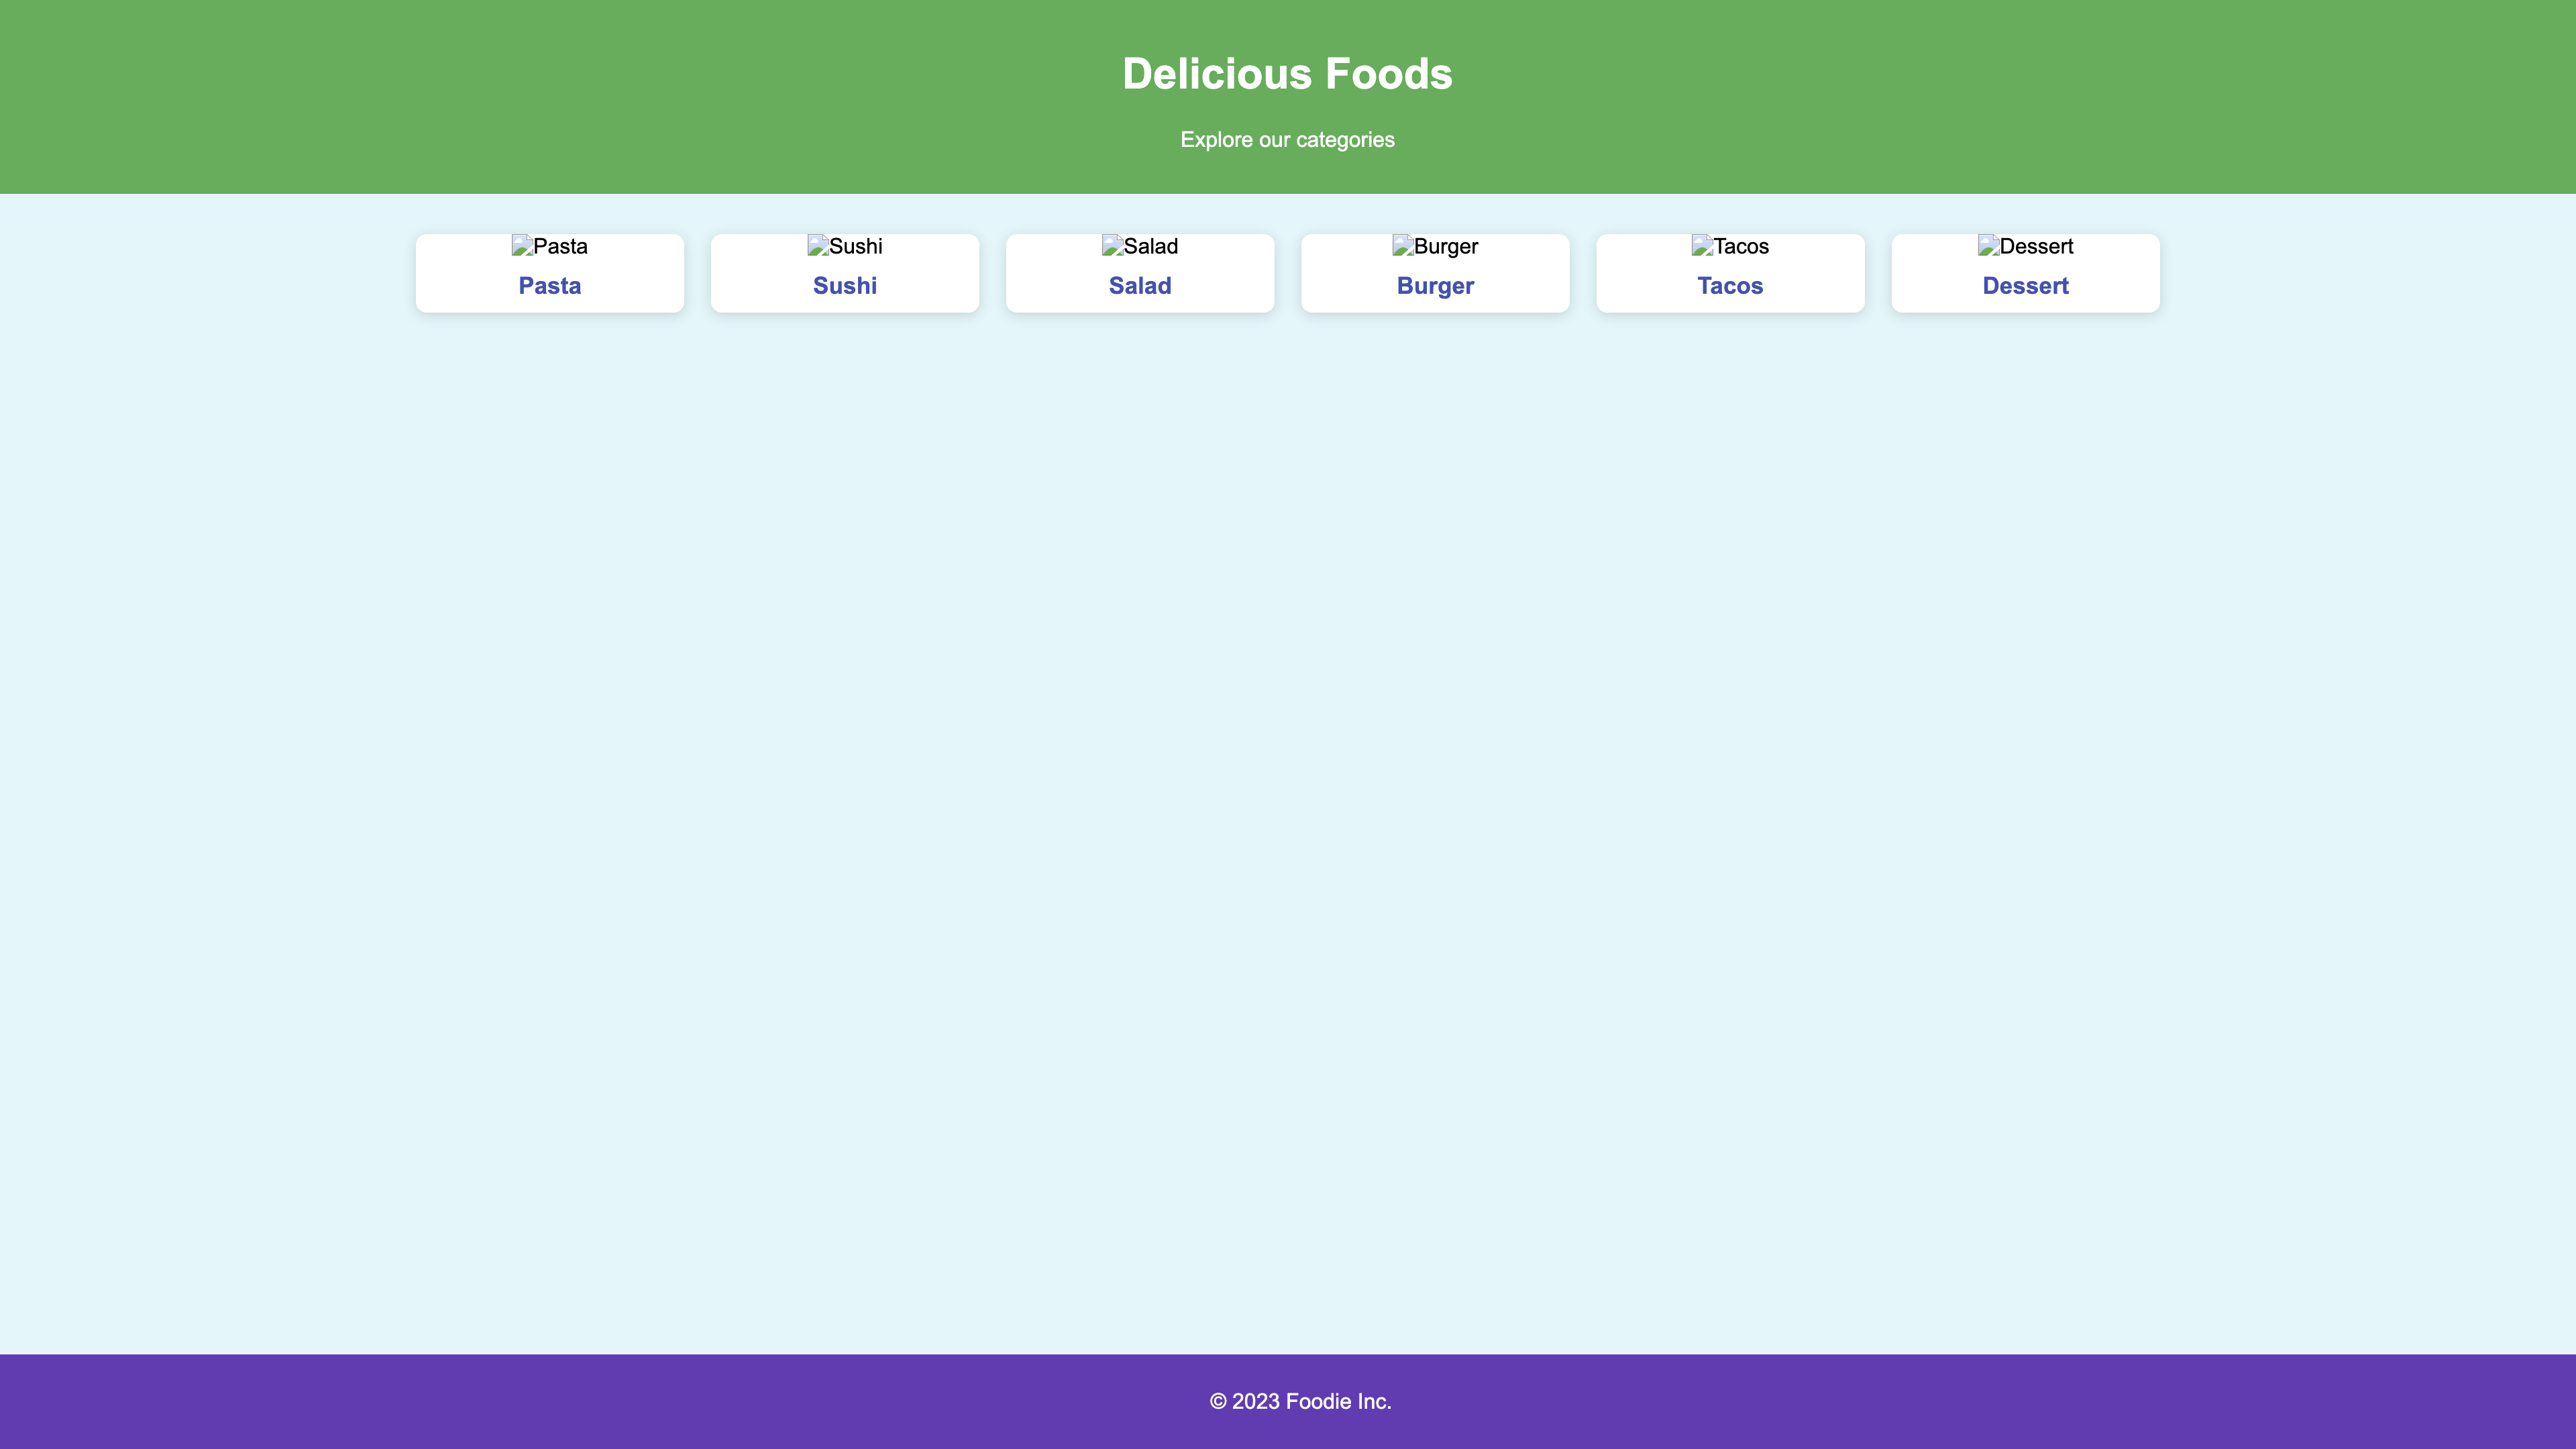 Delicious Foods
Explore our categories
Pasta Sushi Salad Burger Tacos Dessert
Pasta Sushi Salad Burger Tacos Dessert
© 2023 Foodie Inc.